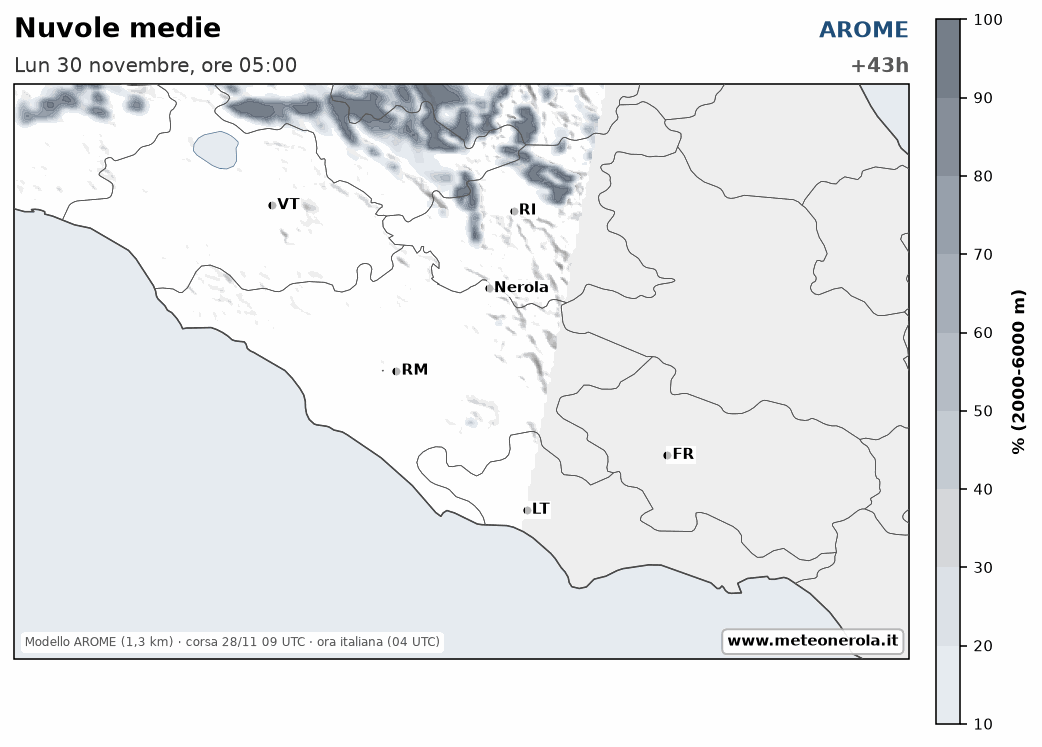 Nuvole medie
AROME
Lun 30 novembre, ore 05:00
+43h
100
90
80
70
60
50
40
30
20
10
% (2000-6000 m)
VT
RI
Nerola
RM
FR
LT
Modello AROME (1,3 km) · corsa 28/11 09 UTC · ora italiana (04 UTC)
www.meteonerola.it